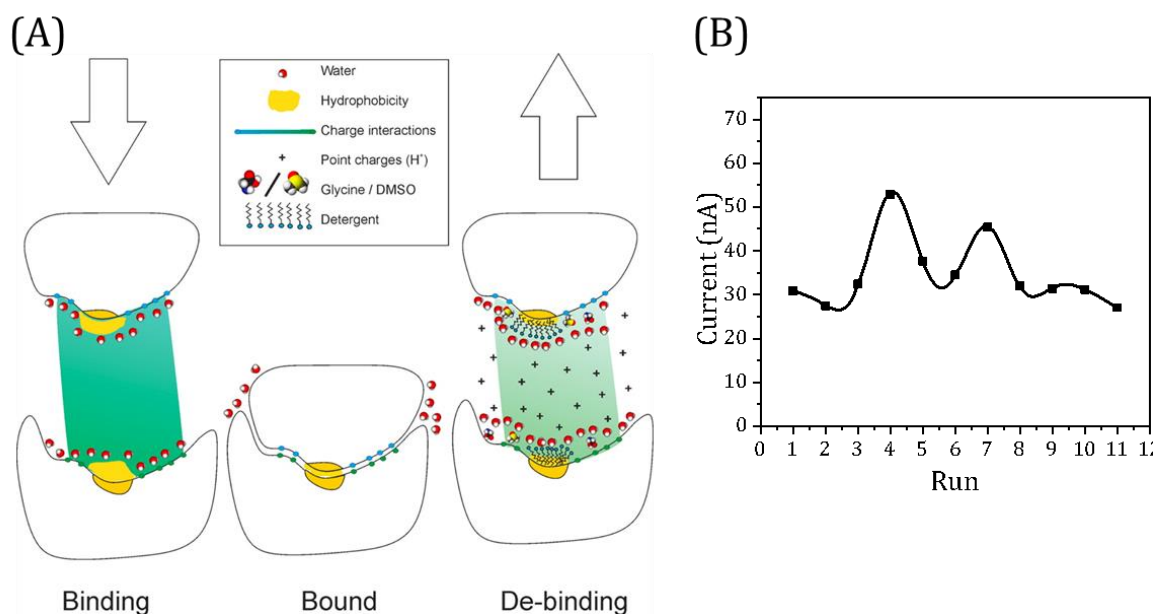 (A)
Water
Hydrophobicity
Charge interactions
+ Point charges (H⁺)
Glycine / DMSO
Detergent
Binding
Bound
De-binding
(B)
Current (nA)
70
60
50
40
30
20
10
0
0 1 2 3 4 5 6 7 8 9 10 11 12
Run